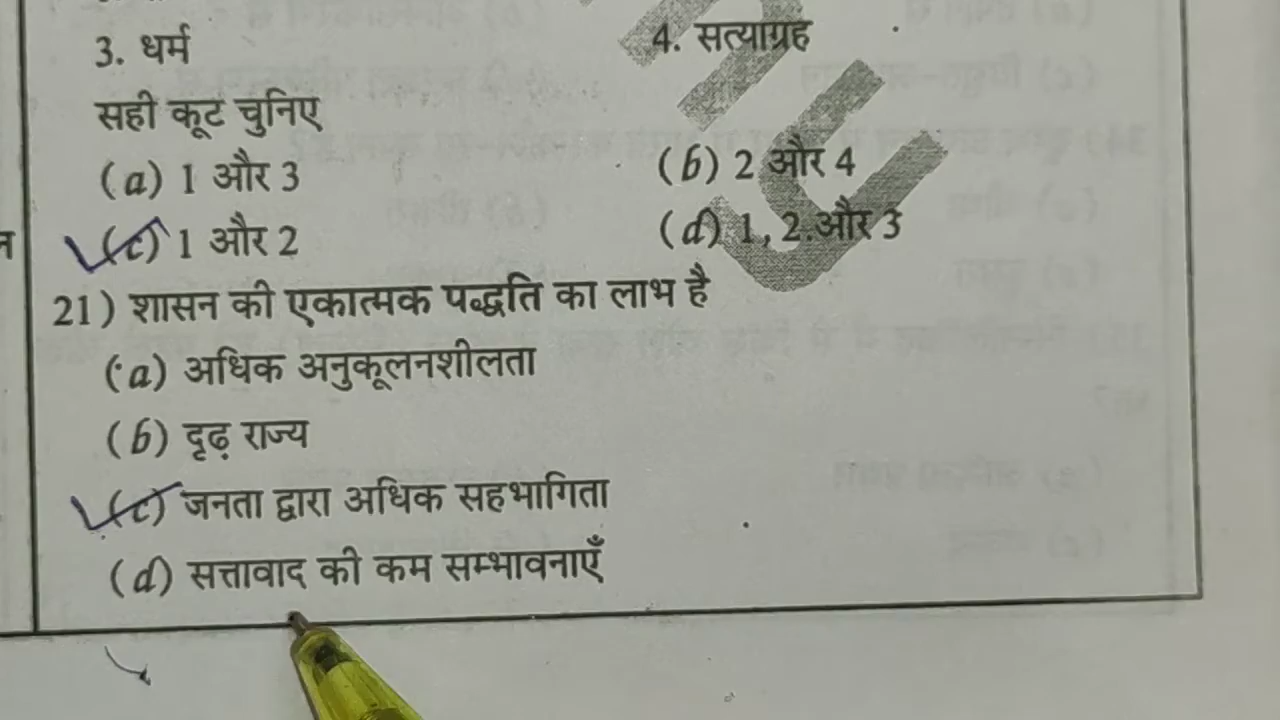 3. धर्म 4. सत्याग्रह
सही कूट चुनिए
(a) 1 और 3 (b) 2 और 4
(c) 1 और 2 (d) 1, 2 और 3
21) शासन की एकात्मक पद्धति का लाभ है
(a) अधिक अनुकूलनशीलता
(b) दृढ़ राज्य
(c) जनता द्वारा अधिक सहभागिता
(d) सत्तावाद की कम सम्भावनाएँ